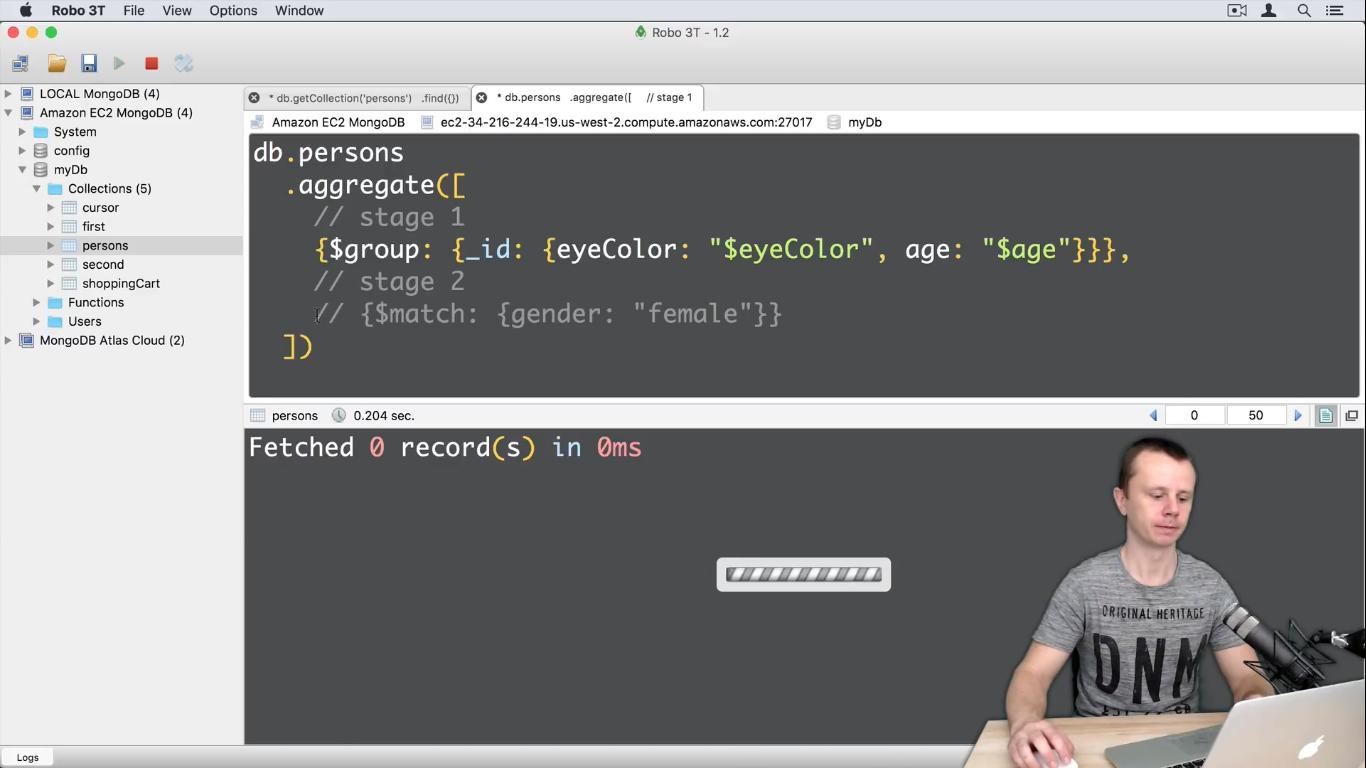 Robo 3T File View Options Window
Robo 3T - 1.2
LOCAL MongoDB (4)
Amazon EC2 MongoDB (4)
System
config
myDb
Collections (5)
cursor
first
persons
second
shoppingCart
Functions
Users
MongoDB Atlas Cloud (2)
* db.getCollection('persons') .find({})
* db.persons .aggregate([ // stage 1
Amazon EC2 MongoDB ec2-34-216-244-19.us-west-2.compute.amazonaws.com:27017 myDb
db.persons
.aggregate([
// stage 1
{$group: {_id: {eyeColor: "$eyeColor", age: "$age"}}},
// stage 2
// {$match: {gender: "female"}}
])
persons 0.204 sec. 0 50
Fetched 0 record(s) in 0ms
ORIGINAL HERITAGE
DNM
Logs